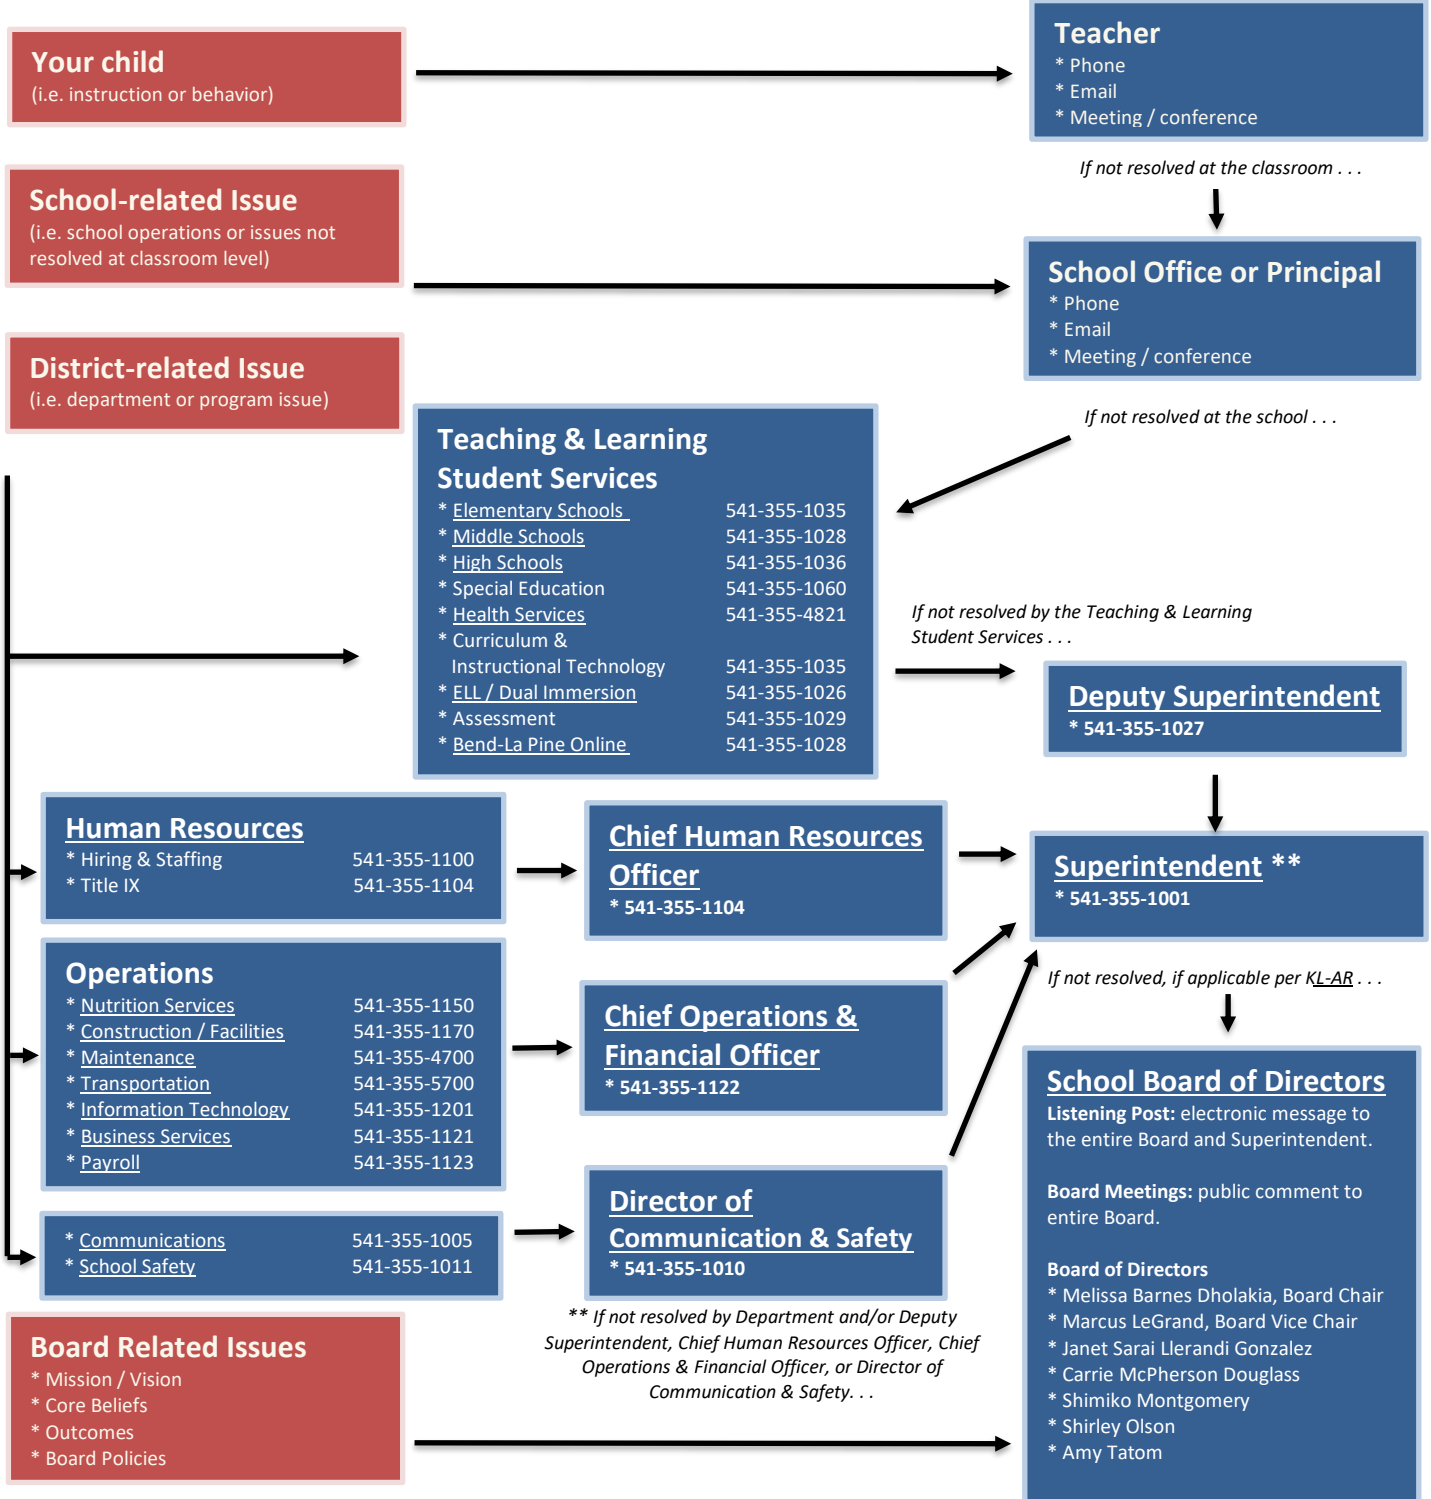 Your child
(i.e. instruction or behavior)
Teacher
* Phone
* Email
* Meeting / conference
If not resolved at the classroom . . .
School-related Issue
(i.e. school operations or issues not
resolved at classroom level)
School Office or Principal
* Phone
* Email
* Meeting / conference
If not resolved at the school . . .
District-related Issue
(i.e. department or program issue)
Teaching & Learning
Student Services
* Elementary Schools 541-355-1035
* Middle Schools 541-355-1028
* High Schools 541-355-1036
* Special Education 541-355-1060
* Health Services 541-355-4821
* Curriculum &
Instructional Technology 541-355-1035
* ELL / Dual Immersion 541-355-1026
* Assessment 541-355-1029
* Bend-La Pine Online 541-355-1028
If not resolved by the Teaching & Learning
Student Services . . .
Deputy Superintendent
* 541-355-1027
Human Resources
* Hiring & Staffing 541-355-1100
* Title IX 541-355-1104
Chief Human Resources
Officer
* 541-355-1104
Superintendent **
* 541-355-1001
If not resolved, if applicable per KL-AR . . .
Operations
* Nutrition Services 541-355-1150
* Construction / Facilities 541-355-1170
* Maintenance 541-355-4700
* Transportation 541-355-5700
* Information Technology 541-355-1201
* Business Services 541-355-1121
* Payroll 541-355-1123
Chief Operations &
Financial Officer
* 541-355-1122
* Communications 541-355-1005
* School Safety 541-355-1011
Director of
Communication & Safety
* 541-355-1010
** If not resolved by Department and/or Deputy
Superintendent, Chief Human Resources Officer, Chief
Operations & Financial Officer, or Director of
Communication & Safety. . .
Board Related Issues
* Mission / Vision
* Core Beliefs
* Outcomes
* Board Policies
School Board of Directors
Listening Post: electronic message to
the entire Board and Superintendent.
Board Meetings: public comment to
entire Board.
Board of Directors
* Melissa Barnes Dholakia, Board Chair
* Marcus LeGrand, Board Vice Chair
* Janet Sarai Llerandi Gonzalez
* Carrie McPherson Douglass
* Shimiko Montgomery
* Shirley Olson
* Amy Tatom